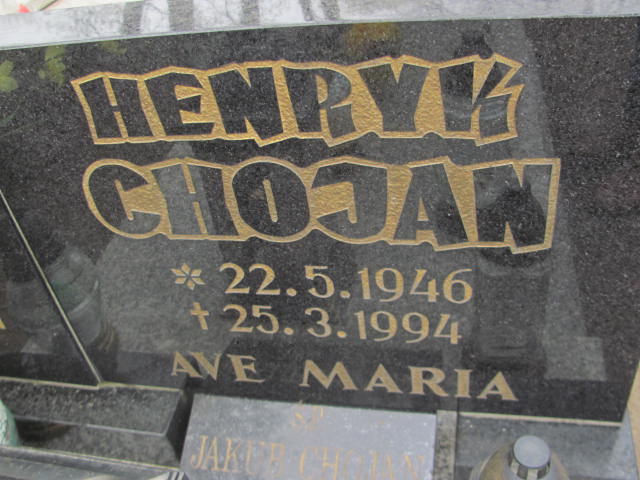 HENRYK
CHOJAN
* 22.5.1946
† 25.3.1994
AVE MARIA
JAKUB CHOJAN